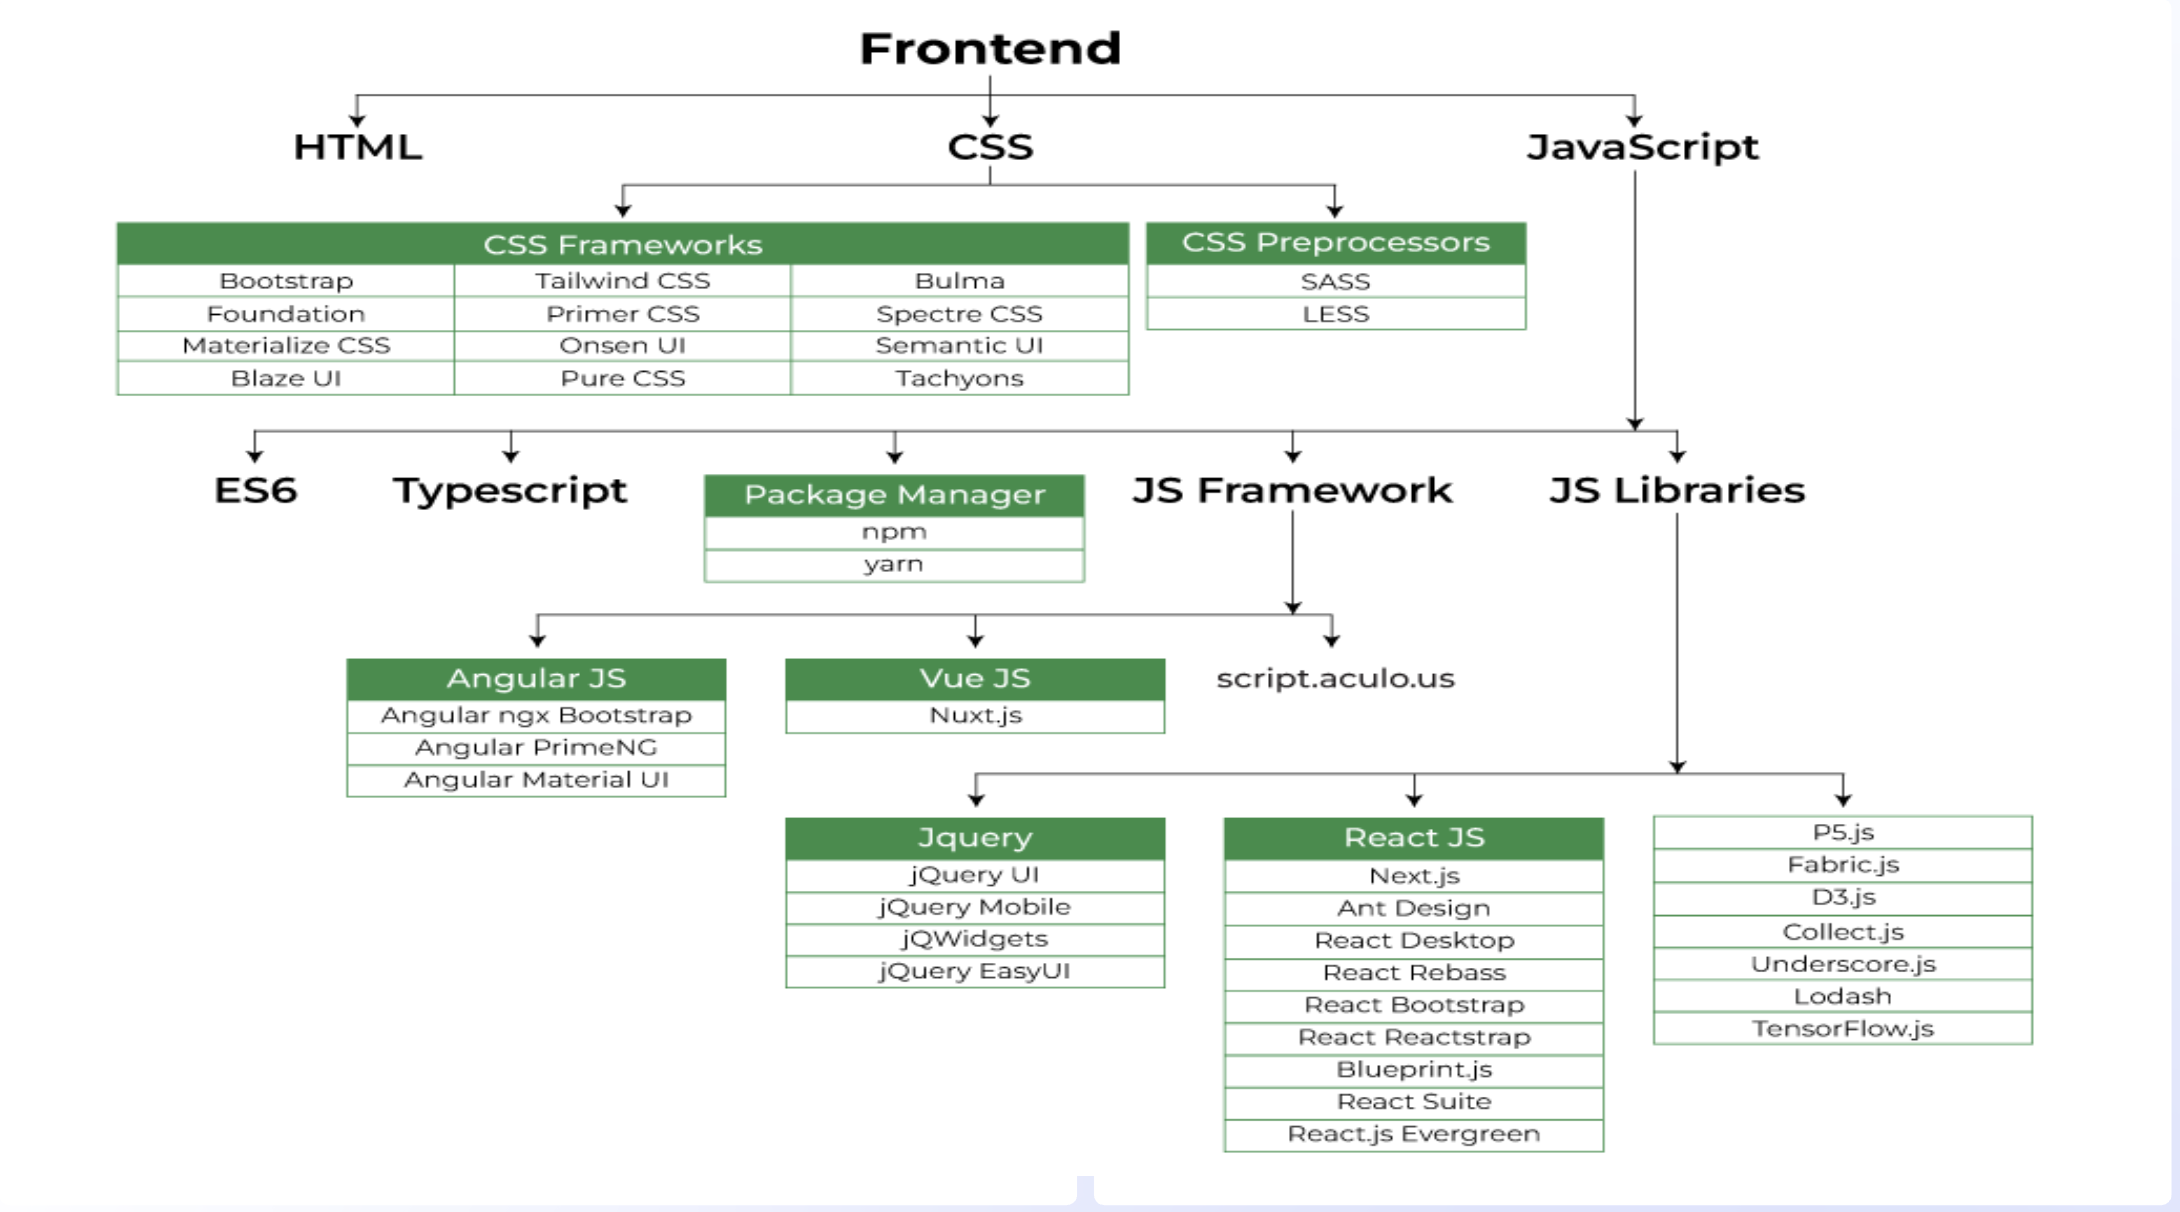 Frontend
HTML
CSS
JavaScript
CSS Frameworks
Bootstrap
Tailwind CSS
Bulma
Foundation
Primer CSS
Spectre CSS
Materialize CSS
Onsen UI
Semantic UI
Blaze UI
Pure CSS
Tachyons
CSS Preprocessors
SASS
LESS
ES6
Typescript
Package Manager
npm
yarn
JS Framework
JS Libraries
Angular JS
Angular ngx Bootstrap
Angular PrimeNG
Angular Material UI
Vue JS
Nuxt.js
script.aculo.us
Jquery
jQuery UI
jQuery Mobile
jQWidgets
jQuery EasyUI
React JS
Next.js
Ant Design
React Desktop
React Rebass
React Bootstrap
React Reactstrap
Blueprint.js
React Suite
React.js Evergreen
P5.js
Fabric.js
D3.js
Collect.js
Underscore.js
Lodash
TensorFlow.js